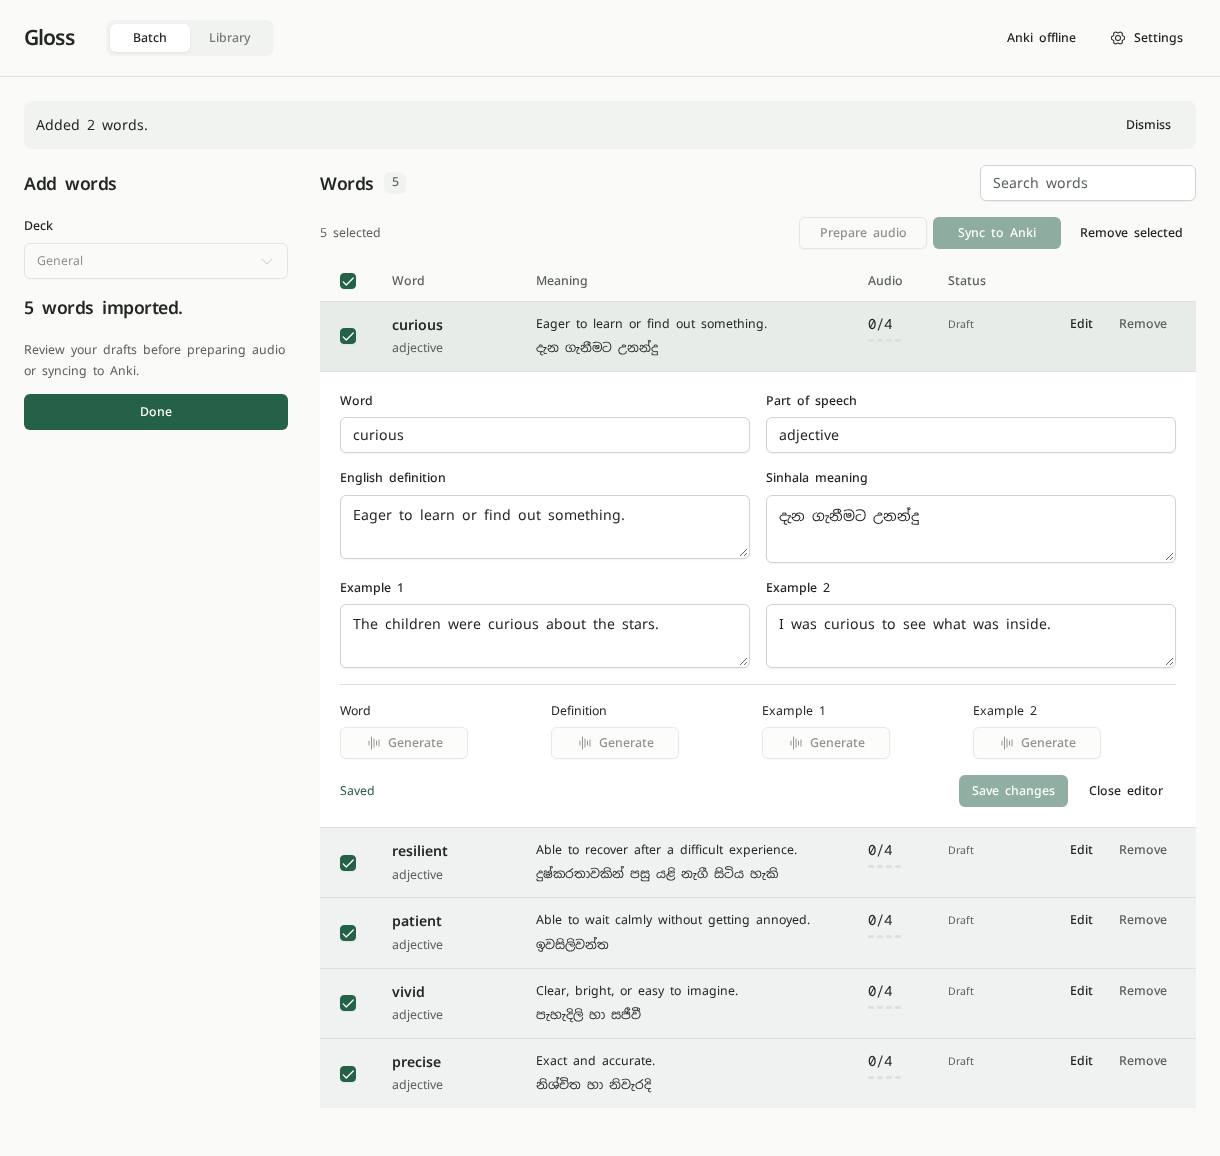 Gloss
Batch
Library
Anki offline
Settings
Added 2 words.
Dismiss
Add words
Deck
General
5 words imported.
Review your drafts before preparing audio
or syncing to Anki.
Done
Words 5
Search words
5 selected
Prepare audio
Sync to Anki
Remove selected
Word Meaning Audio Status
curious Eager to learn or find out something. 0/4 Draft Edit Remove
adjective දැන ගැනීමට උනන්දු
Word
curious
Part of speech
adjective
English definition
Eager to learn or find out something.
Sinhala meaning
දැන ගැනීමට උනන්දු
Example 1
The children were curious about the stars.
Example 2
I was curious to see what was inside.
Word Definition Example 1 Example 2
Generate Generate Generate Generate
Saved
Save changes
Close editor
resilient Able to recover after a difficult experience. 0/4 Draft Edit Remove
adjective දුෂ්කරතාවකින් පසු යළි නැගී සිටිය හැකි
patient Able to wait calmly without getting annoyed. 0/4 Draft Edit Remove
adjective ඉවසිලිවන්ත
vivid Clear, bright, or easy to imagine. 0/4 Draft Edit Remove
adjective පැහැදිලි හා සජීවී
precise Exact and accurate. 0/4 Draft Edit Remove
adjective නිශ්චිත හා නිවැරදි